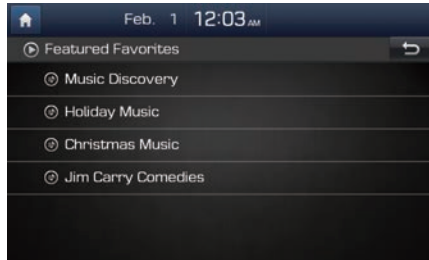 Feb. 1 12:03 AM
Featured Favorites
Music Discovery
Holiday Music
Christmas Music
Jim Carry Comedies